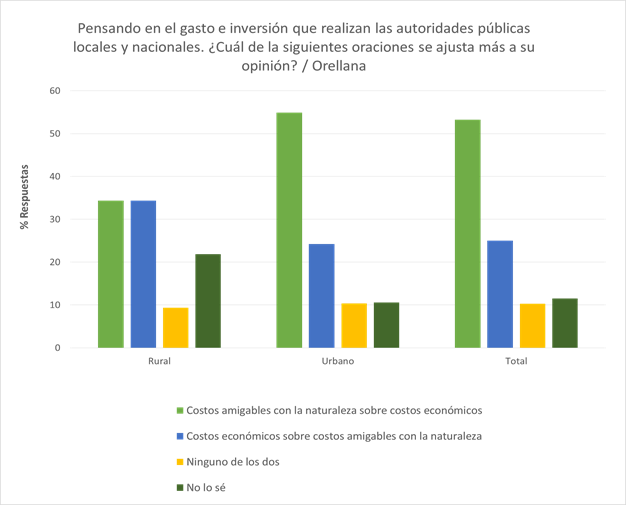 Pensando en el gasto e inversión que realizan las autoridades públicas
locales y nacionales. ¿Cuál de la siguientes oraciones se ajusta más a su
opinión? / Orellana
60
50
40
30
20
10
0
% Respuestas
Rural
Urbano
Total
Costos amigables con la naturaleza sobre costos económicos
Costos económicos sobre costos amigables con la naturaleza
Ninguno de los dos
No lo sé